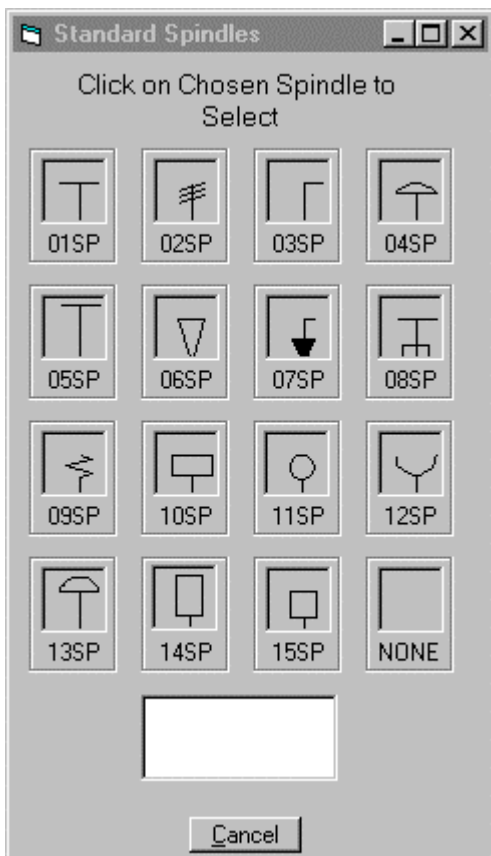 Standard Spindles
Click on Chosen Spindle to
Select
01SP 02SP 03SP 04SP
05SP 06SP 07SP 08SP
09SP 10SP 11SP 12SP
13SP 14SP 15SP NONE
Cancel